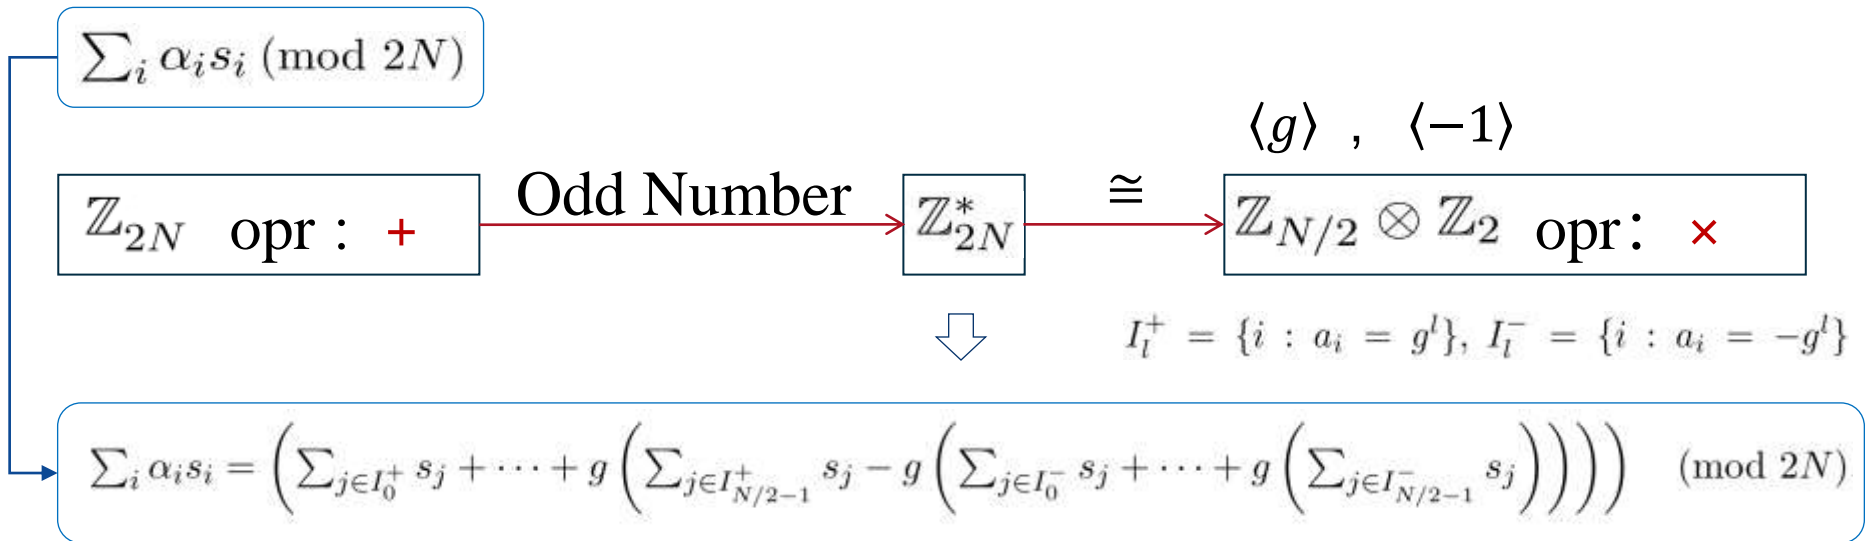 ∑_i α_i s_i (mod 2N)
⟨g⟩ , ⟨−1⟩
ℤ_{2N} opr : + Odd Number ℤ*_{2N} ≅ ℤ_{N/2} ⊗ ℤ_2 opr: ×
I_l^+ = {i : a_i = g^l}, I_l^- = {i : a_i = −g^l}
∑_i α_i s_i = (∑_{j∈I_0^+} s_j + ··· + g (∑_{j∈I_{N/2−1}^+} s_j − g (∑_{j∈I_0^-} s_j + ··· + g (∑_{j∈I_{N/2−1}^-} s_j)))) (mod 2N)